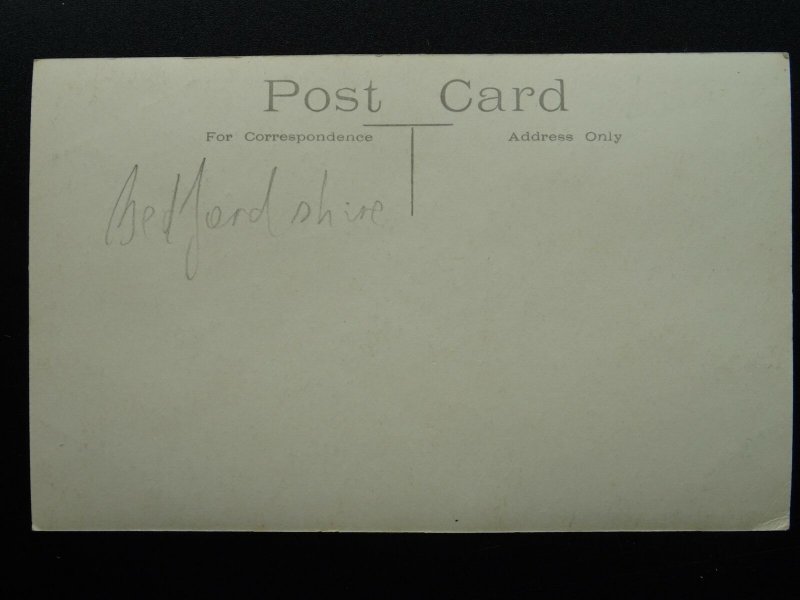 Post Card
For Correspondence Address Only
Bedfordshire